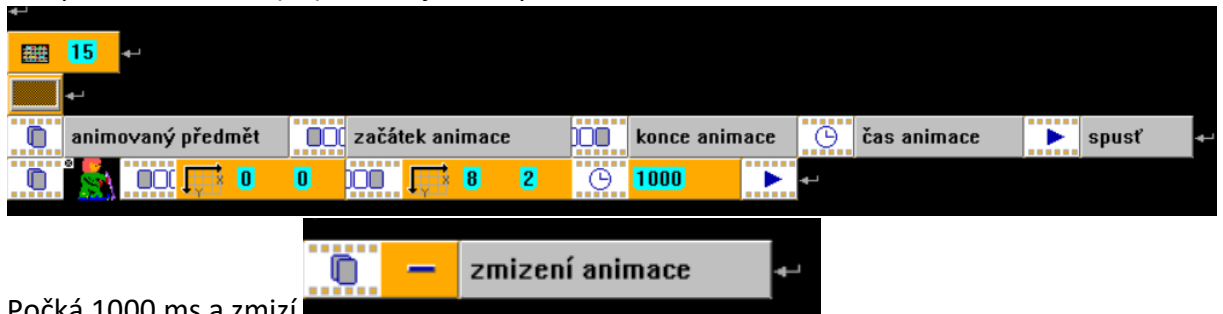 15
animovaný předmět začátek animace konce animace čas animace spusť
0 0 8 2 1000
zmizení animace
Počká 1000 ms a zmizí